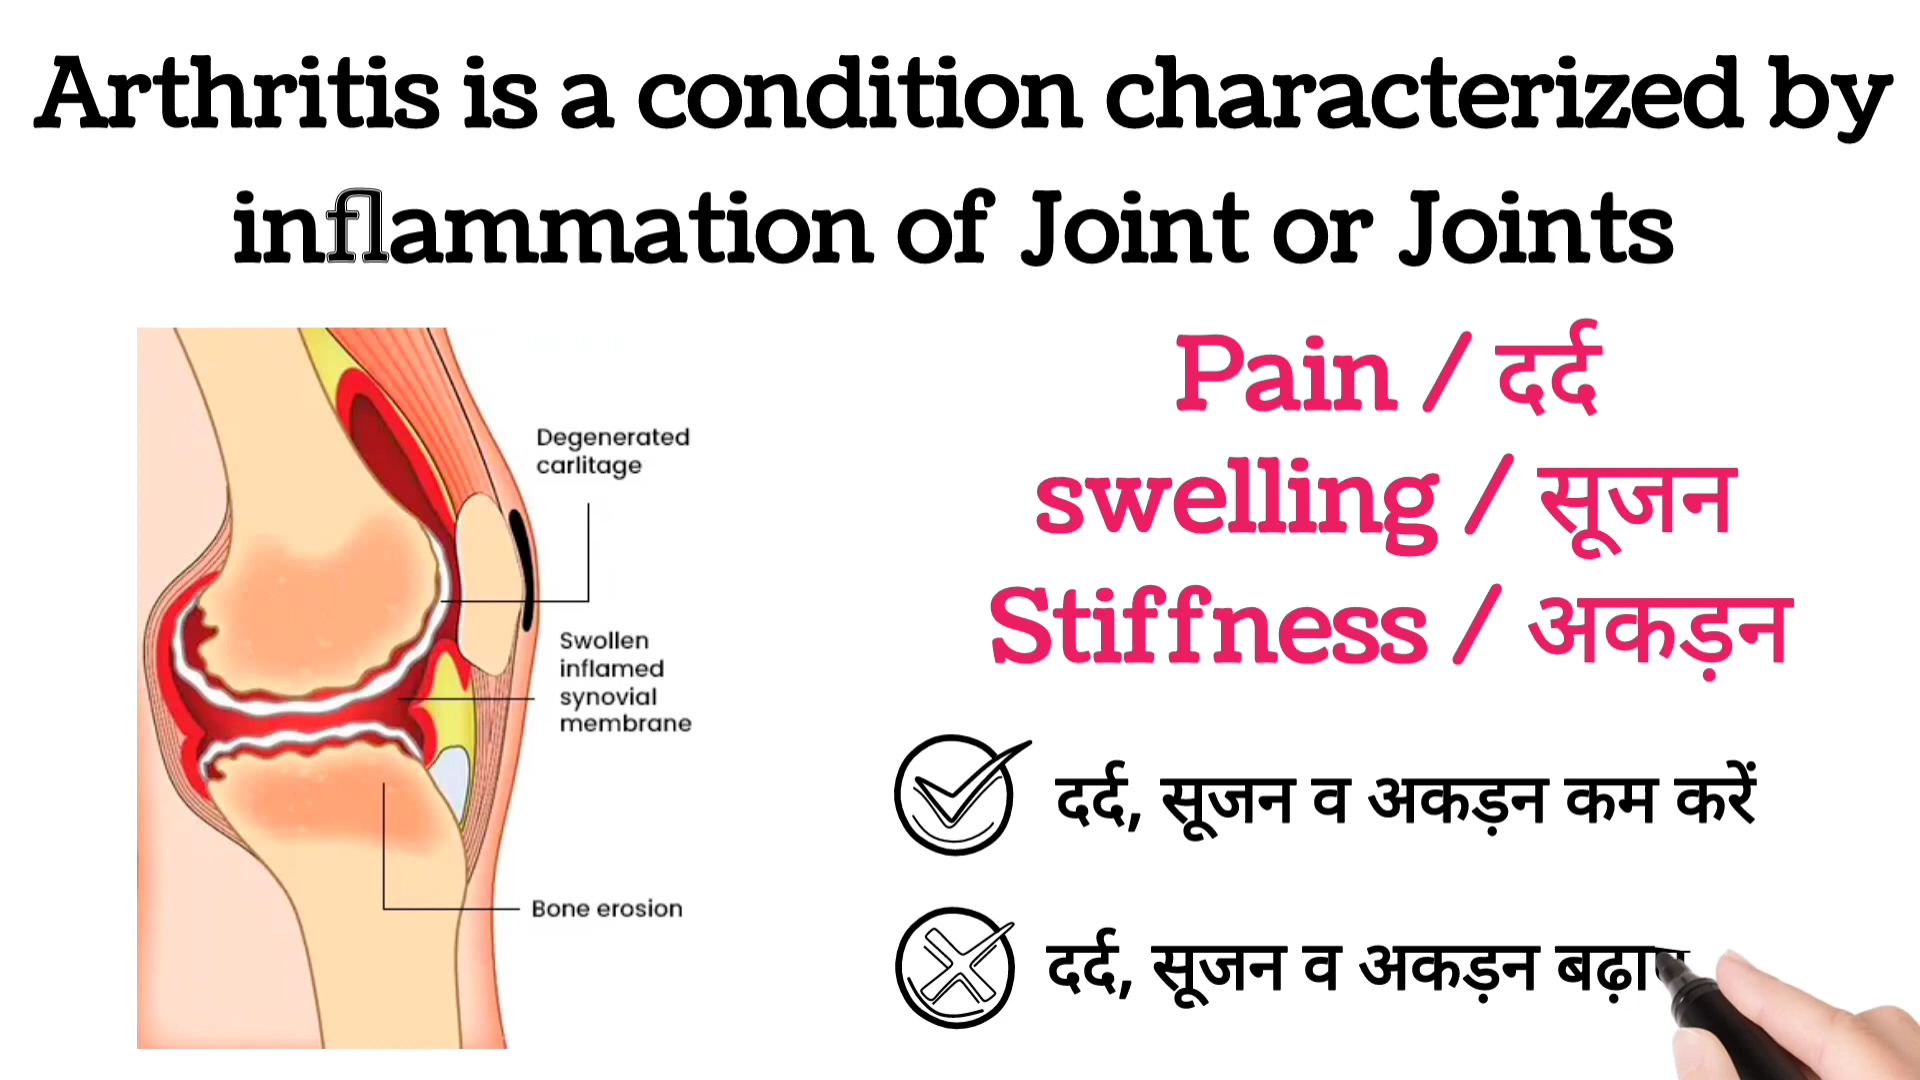 Arthritis is a condition characterized by
inflammation of Joint or Joints
Pain / दर्द
swelling / सूजन
Stiffness / अकड़न
Degenerated
carlitage
Swollen
inflamed
synovial
membrane
Bone erosion
दर्द, सूजन व अकड़न कम करें
दर्द, सूजन व अकड़न